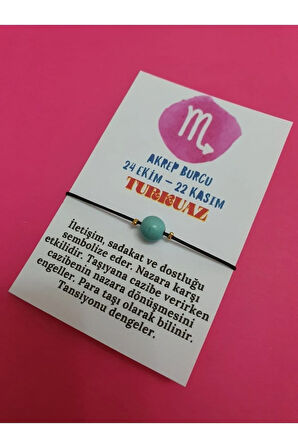 AKREP BURCU
24 EKİM – 22 KASIM
TURKUAZ
İletişim, sadakat ve dostluğu
sembolize eder. Nazara karşı
etkilidir. Taşıyana cazibe verirken
cazibenin nazara dönüşmesini
engeller. Para taşı olarak bilinir.
Tansiyonu dengeler.